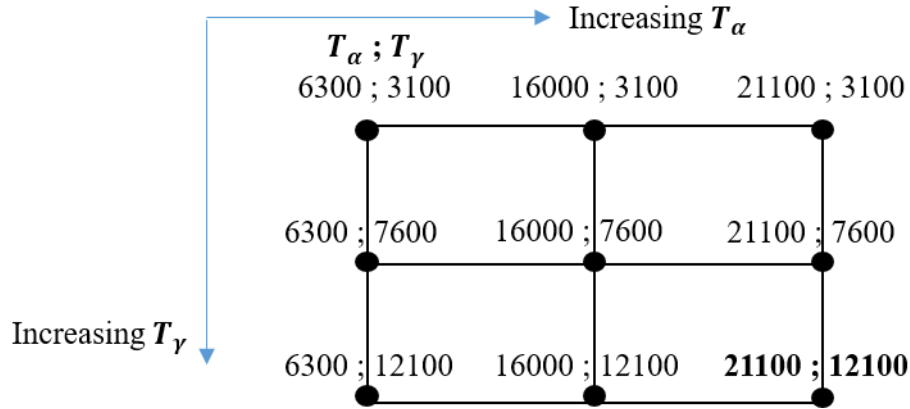 Increasing Tα
Tα ; Tγ
6300 ; 3100 16000 ; 3100 21100 ; 3100
6300 ; 7600 16000 ; 7600 21100 ; 7600
Increasing Tγ
6300 ; 12100 16000 ; 12100 21100 ; 12100